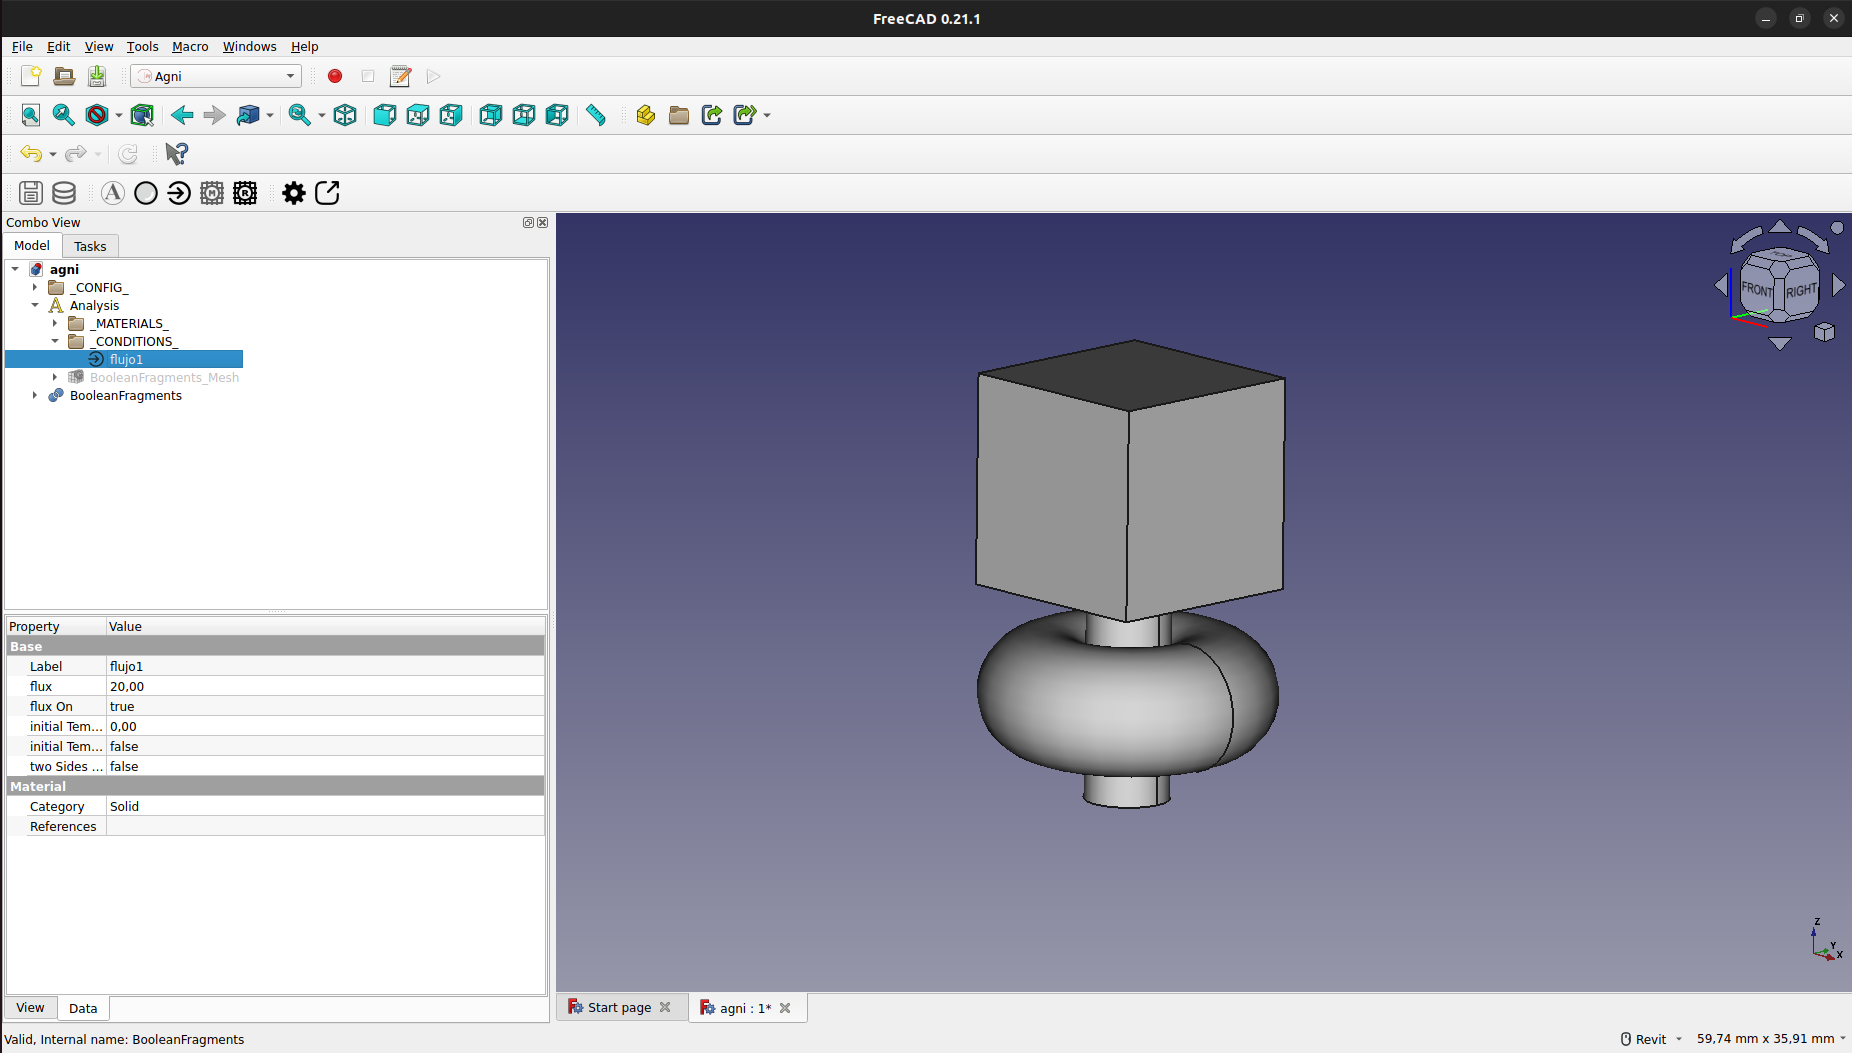 FreeCAD 0.21.1
File Edit View Tools Macro Windows Help
Agni
Combo View
Model Tasks
agni
_CONFIG_
Analysis
_MATERIALS_
_CONDITIONS_
flujo1
BooleanFragments_Mesh
BooleanFragments
Property Value
Base
Label flujo1
flux 20,00
flux On true
initial Tem... 0,00
initial Tem... false
two Sides ... false
Material
Category Solid
References
View Data
TOP
FRONT RIGHT
Z
Y
X
Start page agni : 1*
Valid, Internal name: BooleanFragments
Revit 59,74 mm x 35,91 mm